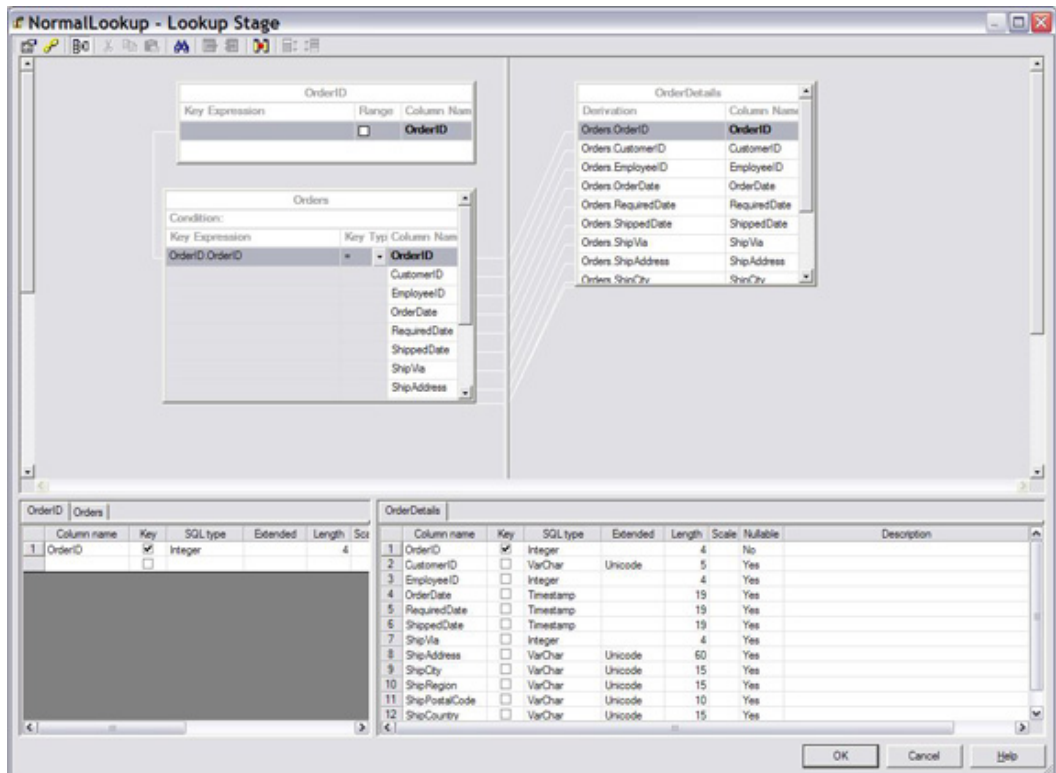 NormalLookup - Lookup Stage
OrderID
Key Expression Range Column Nam
OrderID
Orders
Condition:
Key Expression Key Typ Column Nam
OrderID.OrderID = OrderID
CustomerID
EmployeeID
OrderDate
RequiredDate
ShippedDate
ShipVia
ShipAddress
OrderDetails
Derivation Column Name
Orders.OrderID OrderID
Orders.CustomerID CustomerID
Orders.EmployeeID EmployeeID
Orders.OrderDate OrderDate
Orders.RequiredDate RequiredDate
Orders.ShippedDate ShippedDate
Orders.ShipVia ShipVia
Orders.ShipAddress ShipAddress
Orders.ShipCity ShipCity
OrderID Orders
Column name Key SQL type Extended Length Sca
1 OrderID Integer 4
OrderDetails
Column name Key SQL type Extended Length Scale Nullable Description
1 OrderID Integer 4 No
2 CustomerID VarChar Unicode 5 Yes
3 EmployeeID Integer 4 Yes
4 OrderDate Timestamp 19 Yes
5 RequiredDate Timestamp 19 Yes
6 ShippedDate Timestamp 19 Yes
7 ShipVia Integer 4 Yes
8 ShipAddress VarChar Unicode 60 Yes
9 ShipCity VarChar Unicode 15 Yes
10 ShipRegion VarChar Unicode 15 Yes
11 ShipPostalCode VarChar Unicode 10 Yes
12 ShipCountry VarChar Unicode 15 Yes
OK Cancel Help